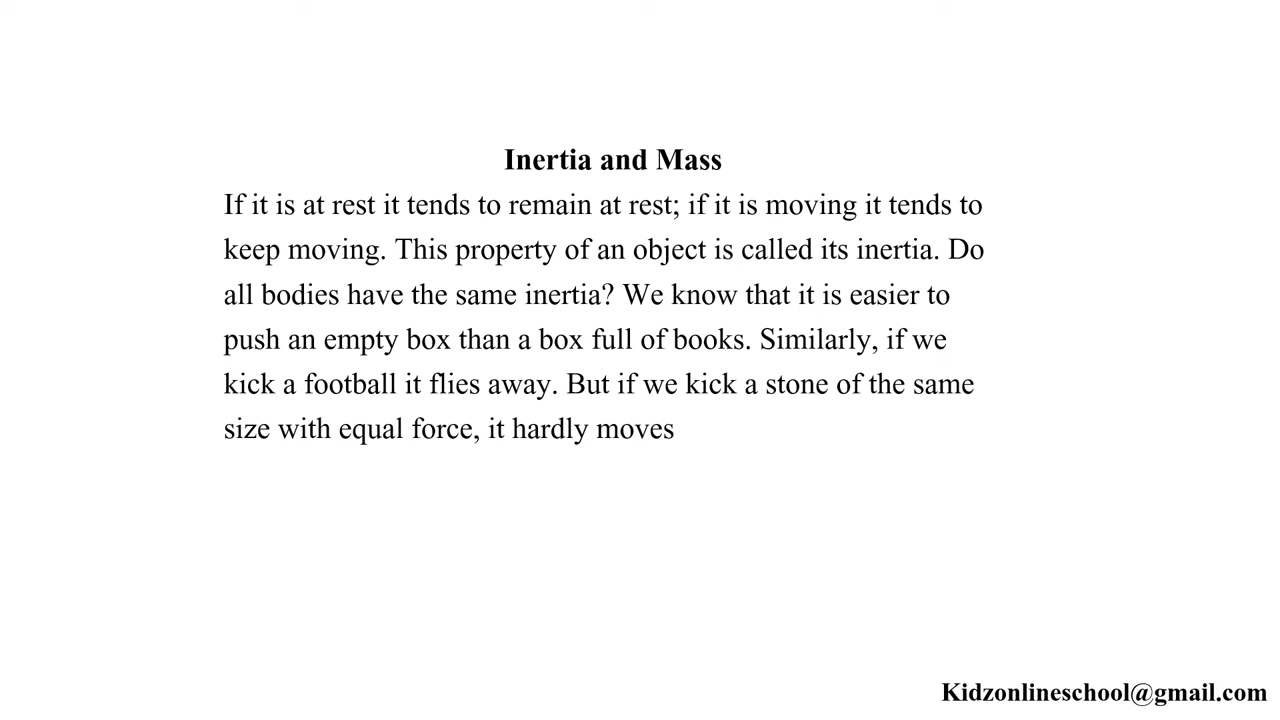 Inertia and Mass
If it is at rest it tends to remain at rest; if it is moving it tends to
keep moving. This property of an object is called its inertia. Do
all bodies have the same inertia? We know that it is easier to
push an empty box than a box full of books. Similarly, if we
kick a football it flies away. But if we kick a stone of the same
size with equal force, it hardly moves
Kidzonlineschool@gmail.com